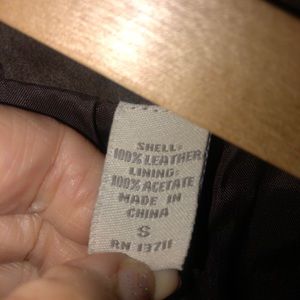 SHELL:
100% LEATHER
LINING:
100% ACETATE
MADE IN
CHINA
S
RN 13711